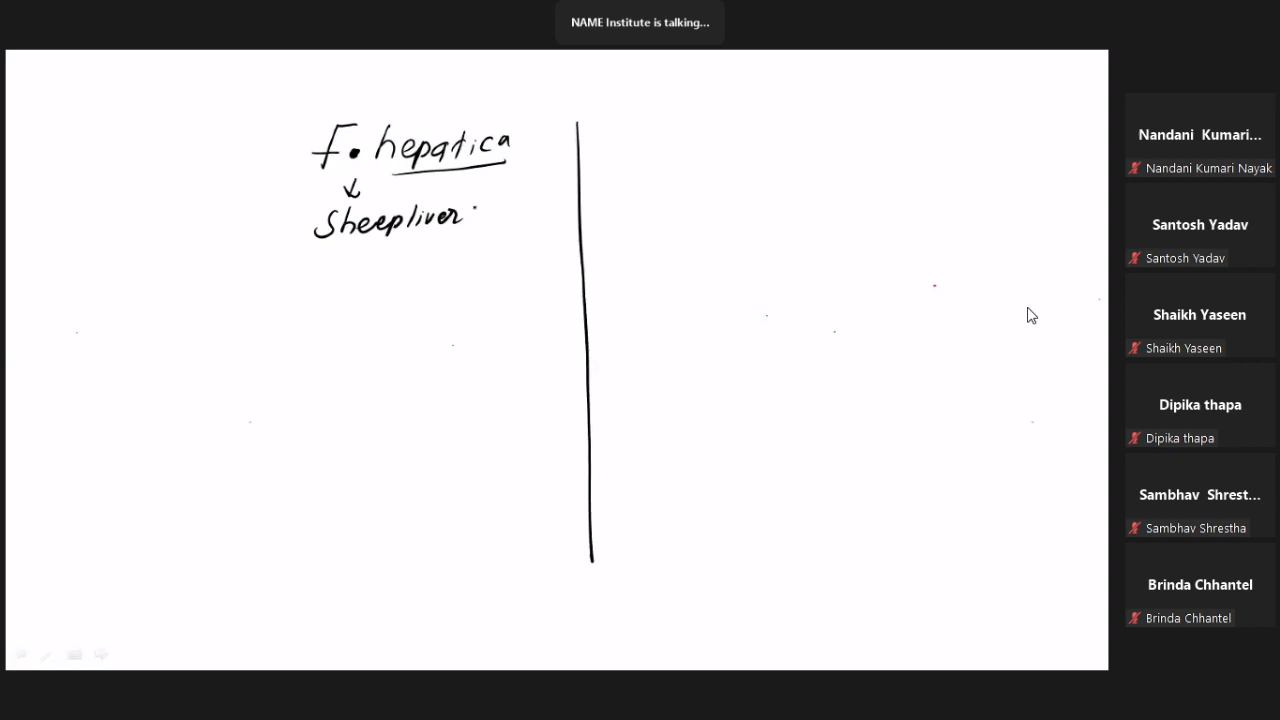 NAME Institute is talking...
F. hepatica
Sheepliver
Nandani Kumari...
Nandani Kumari Nayak
Santosh Yadav
Santosh Yadav
Shaikh Yaseen
Shaikh Yaseen
Dipika thapa
Dipika thapa
Sambhav Shrest...
Sambhav Shrestha
Brinda Chhantel
Brinda Chhantel